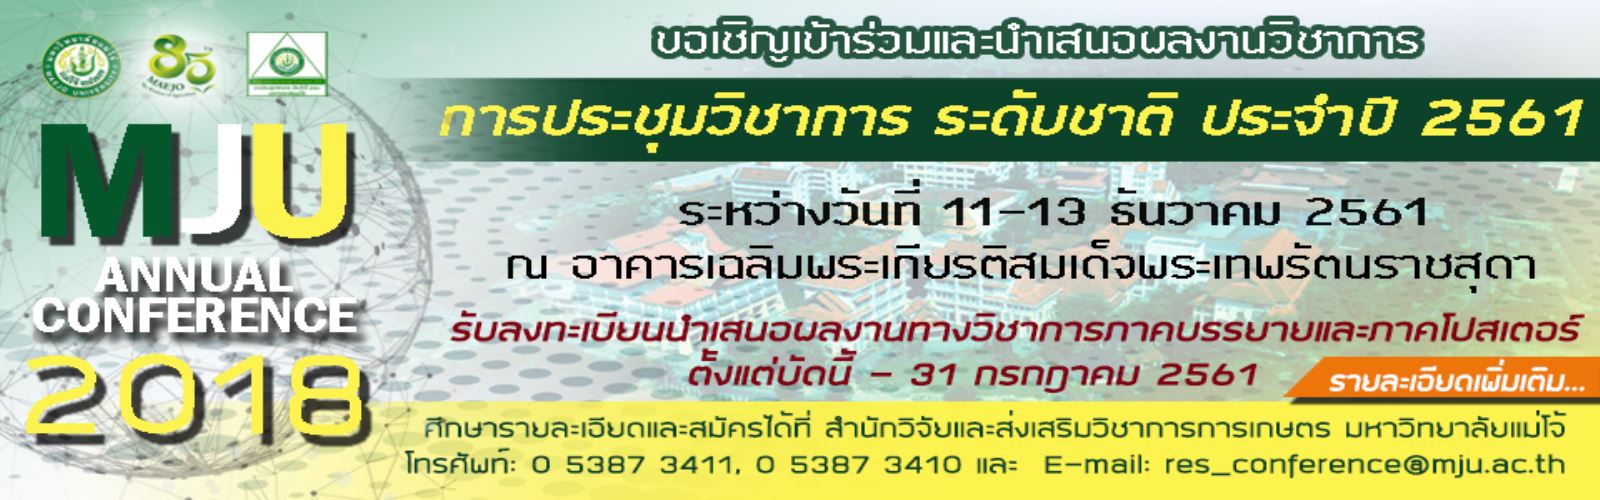 ขอเชิญเข้าร่วมและนำเสนอผลงานวิชาการ
การประชุมวิชาการ ระดับชาติ ประจำปี 2561
ระหว่างวันที่ 11-13 ธันวาคม 2561
ณ อาคารเฉลิมพระเกียรติสมเด็จพระเทพรัตนราชสุดา
รับลงทะเบียนนำเสนอผลงานทางวิชาการภาคบรรยายและภาคโปสเตอร์
ตั้งแต่บัดนี้ - 31 กรกฎาคม 2561
รายละเอียดเพิ่มเติม...
ศึกษารายละเอียดและสมัครได้ที่ สำนักวิจัยและส่งเสริมวิชาการการเกษตร มหาวิทยาลัยแม่โจ้
โทรศัพท์: 0 5387 3411, 0 5387 3410 และ E-mail: res_conference@mju.ac.th
80
MAEJO
MJU
ANNUAL
CONFERENCE
2018